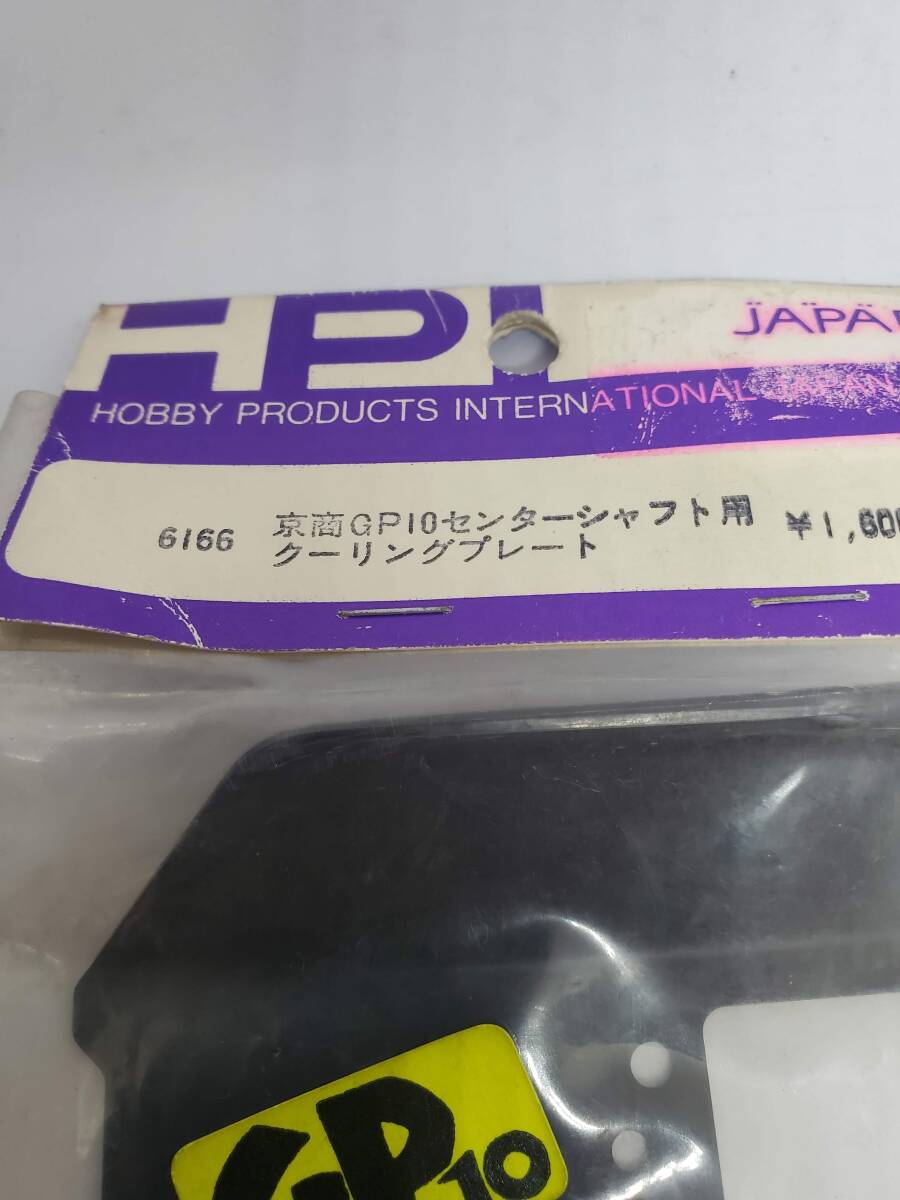 HPI
JAPAN
HOBBY PRODUCTS INTERNATIONAL JAPAN
6166 京商GP10センターシャフト用 ¥1,600
クーリングプレート
GP10